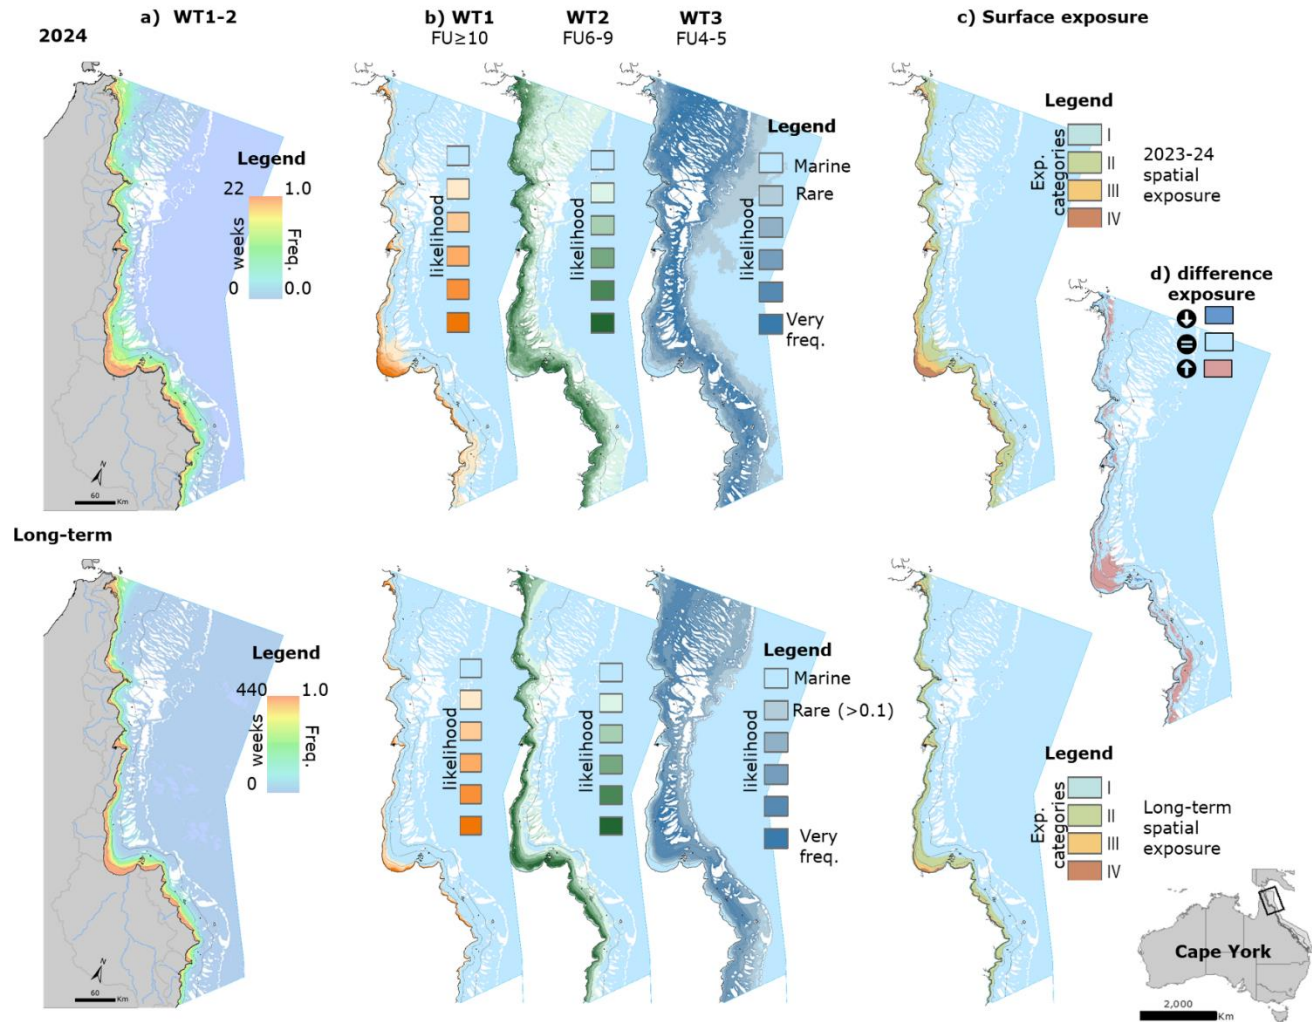 a) WT1-2
b) WT1
FU≥10
WT2
FU6-9
WT3
FU4-5
c) Surface exposure
2024
Legend
22
1.0
weeks
Freq.
0
0.0
N
60
Km
likelihood
likelihood
Legend
Marine
Rare
likelihood
Very
freq.
Legend
Exp.
categories
I
II
III
IV
2023-24
spatial
exposure
d) difference
exposure
Long-term
Legend
440
1.0
weeks
Freq.
0
0.0
N
60
Km
likelihood
likelihood
Legend
Marine
Rare (>0.1)
likelihood
Very
freq.
Legend
Exp.
categories
I
II
III
IV
Long-term
spatial
exposure
Cape York
2,000
Km